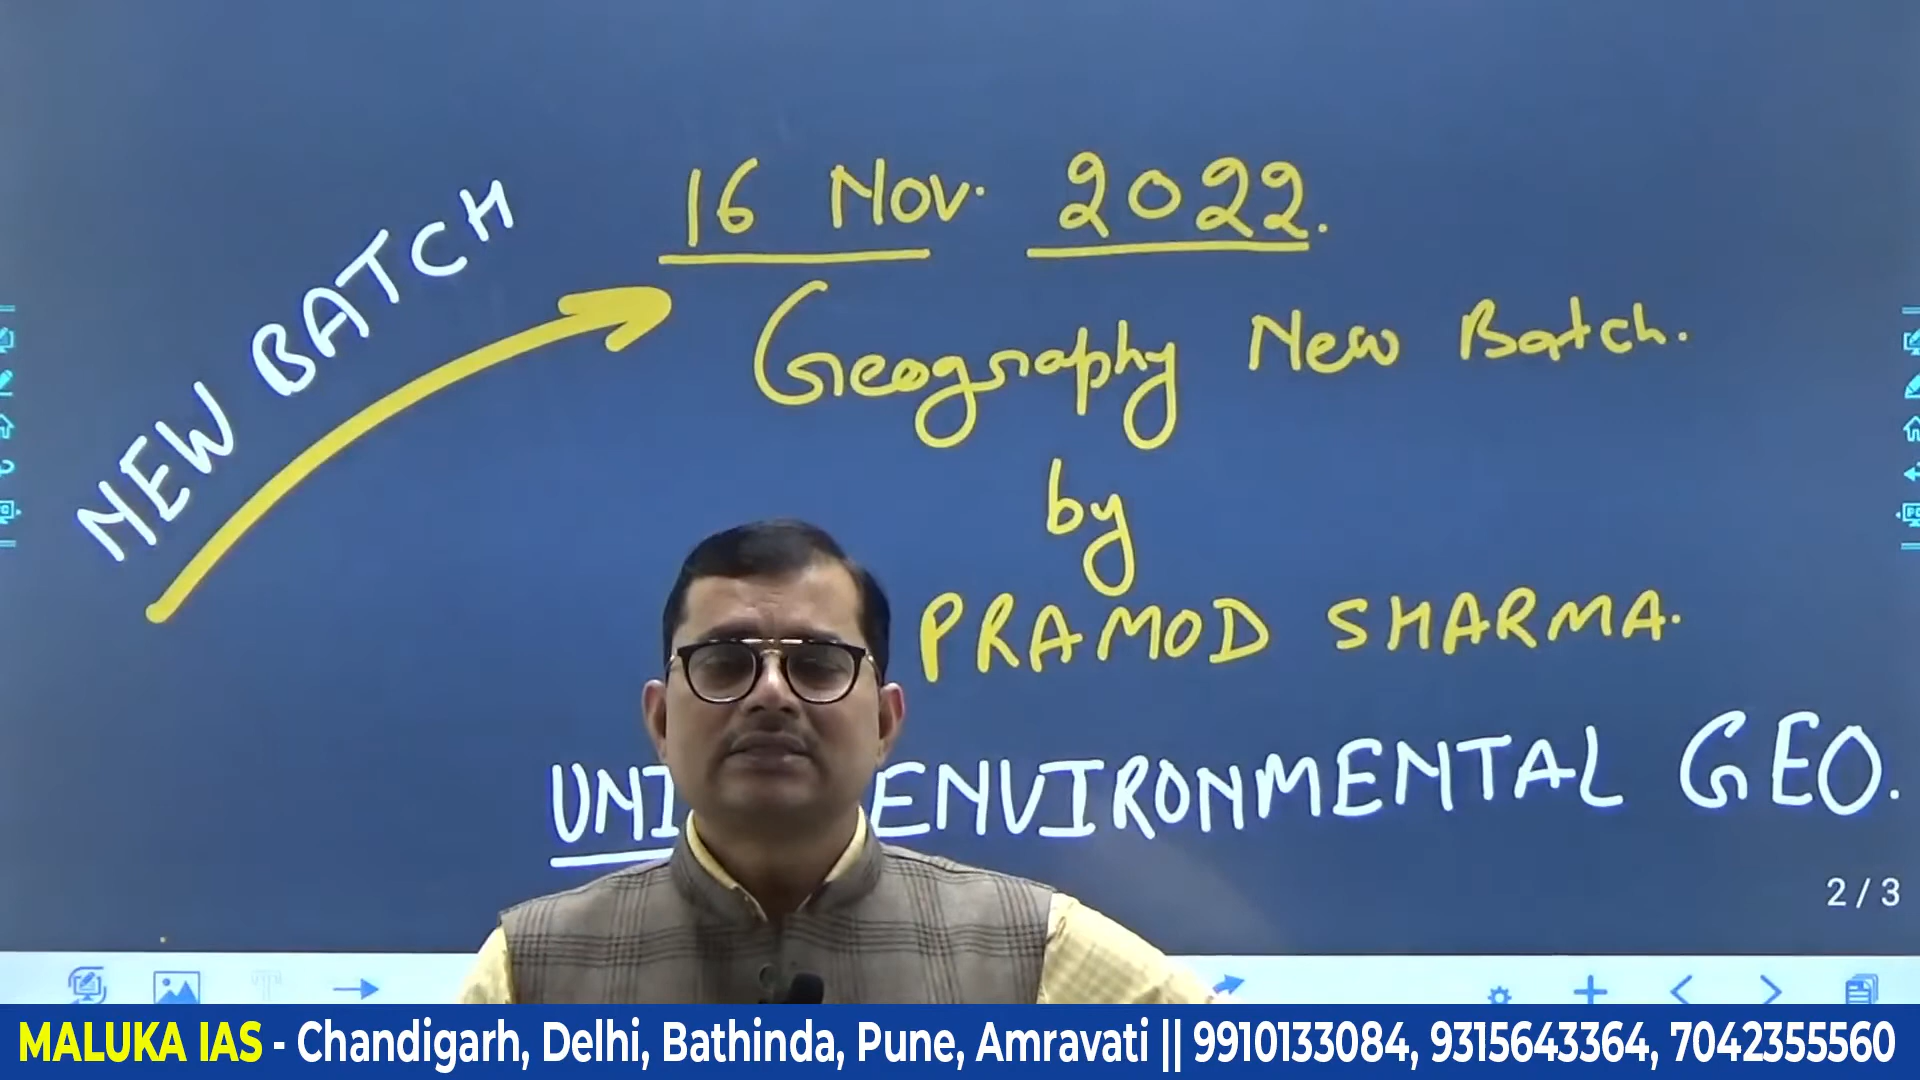 NEW BATCH
16 Nov. 2022.
Geography New Batch.
by
PRAMOD SHARMA.
ENVIRONMENTAL GEO.
2 / 3
MALUKA IAS - Chandigarh, Delhi, Bathinda, Pune, Amravati || 9910133084, 9315643364, 7042355560